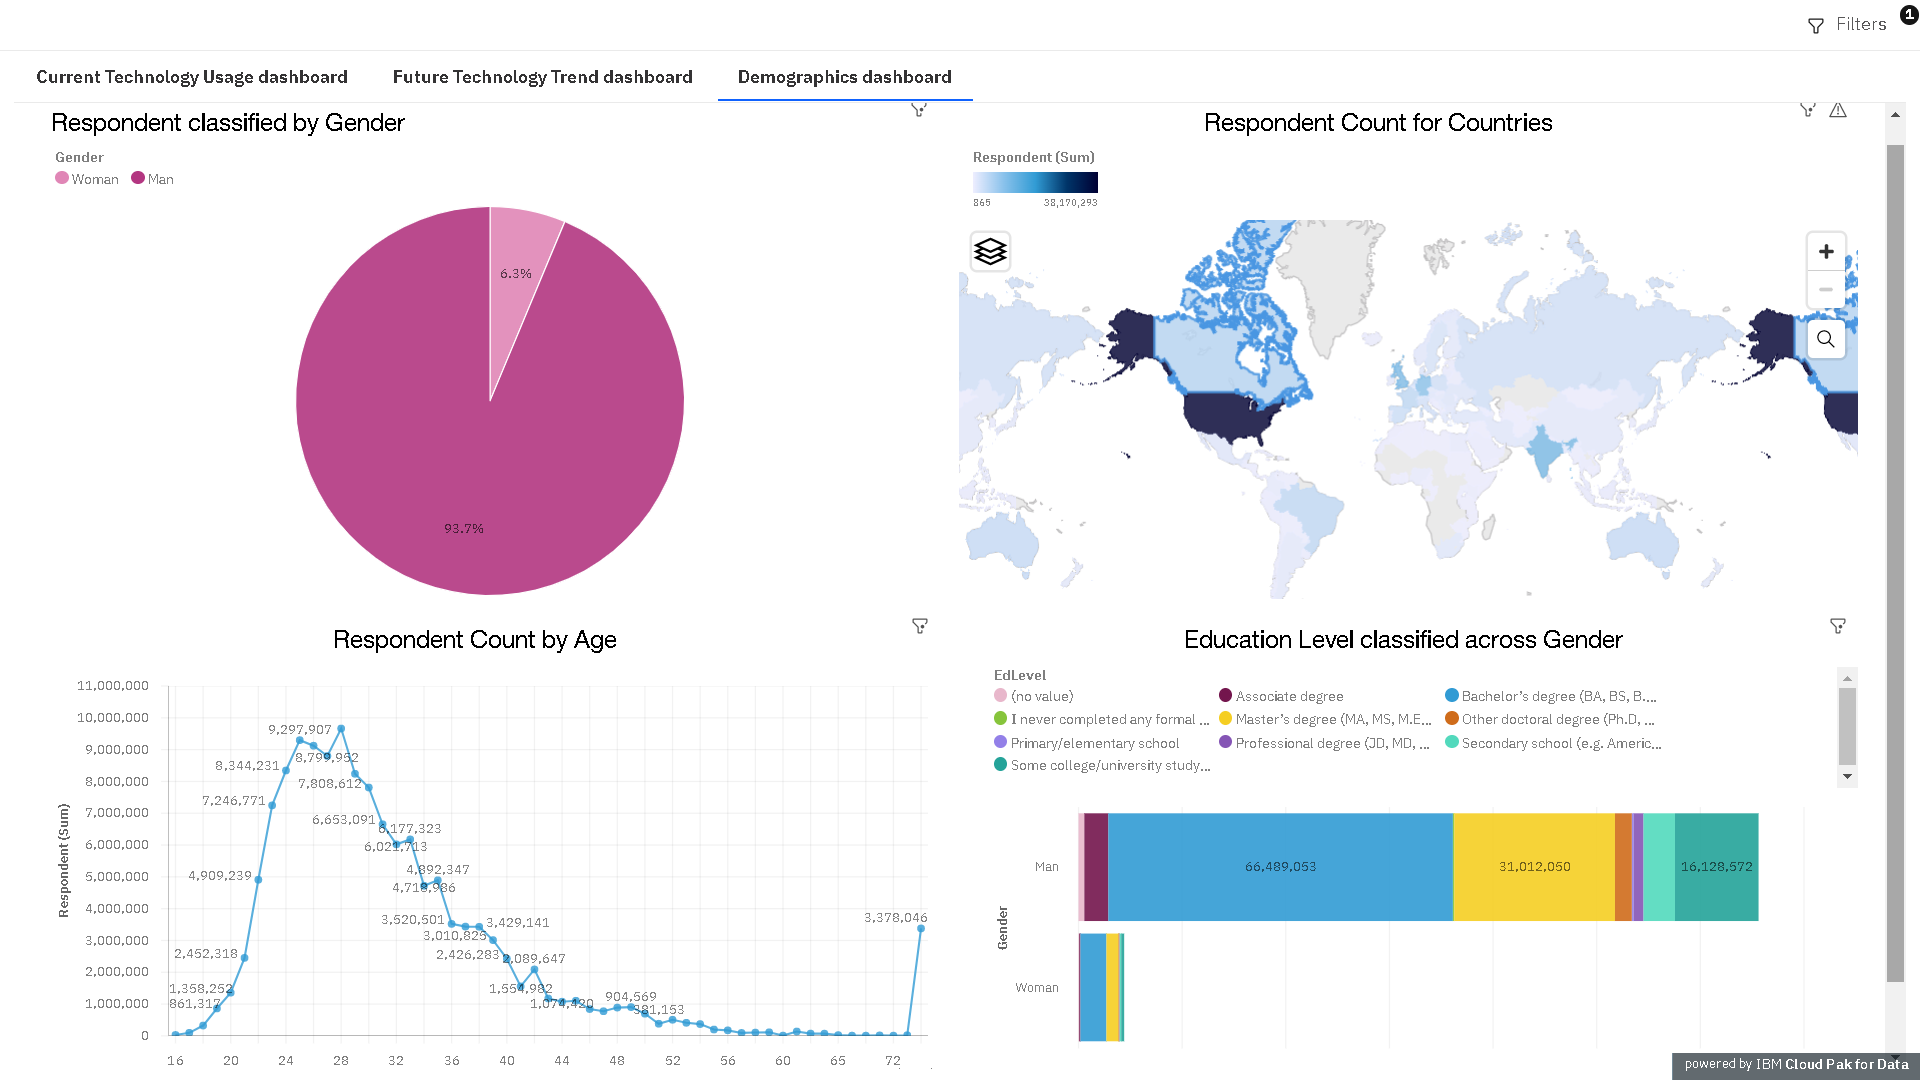 Filters 1
Current Technology Usage dashboard Future Technology Trend dashboard Demographics dashboard
Respondent classified by Gender
Gender
Woman Man
6.3%
93.7%
Respondent Count for Countries
Respondent (Sum)
865 38,170,293
Respondent Count by Age
Respondent (Sum)
11,000,000
10,000,000
9,000,000
8,000,000
7,000,000
6,000,000
5,000,000
4,000,000
3,000,000
2,000,000
1,000,000
0
9,297,907
8,799,952
8,344,231
7,808,612
7,246,771
6,653,091
6,177,323
6,021,713
4,892,347
4,909,239
4,718,986
3,520,501
3,429,141
3,378,046
3,010,825
2,426,283
2,089,647
2,452,318
1,358,252
1,554,982
861,317
1,074,420
904,569
381,153
16 20 24 28 32 36 40 44 48 52 56 60 65 72
Education Level classified across Gender
EdLevel
(no value) Associate degree Bachelor's degree (BA, BS, B....
I never completed any formal ... Master's degree (MA, MS, M.E... Other doctoral degree (Ph.D, ...
Primary/elementary school Professional degree (JD, MD, ... Secondary school (e.g. Americ...
Some college/university study...
Gender
Man 66,489,053 31,012,050 16,128,572
Woman
powered by IBM Cloud Pak for Data